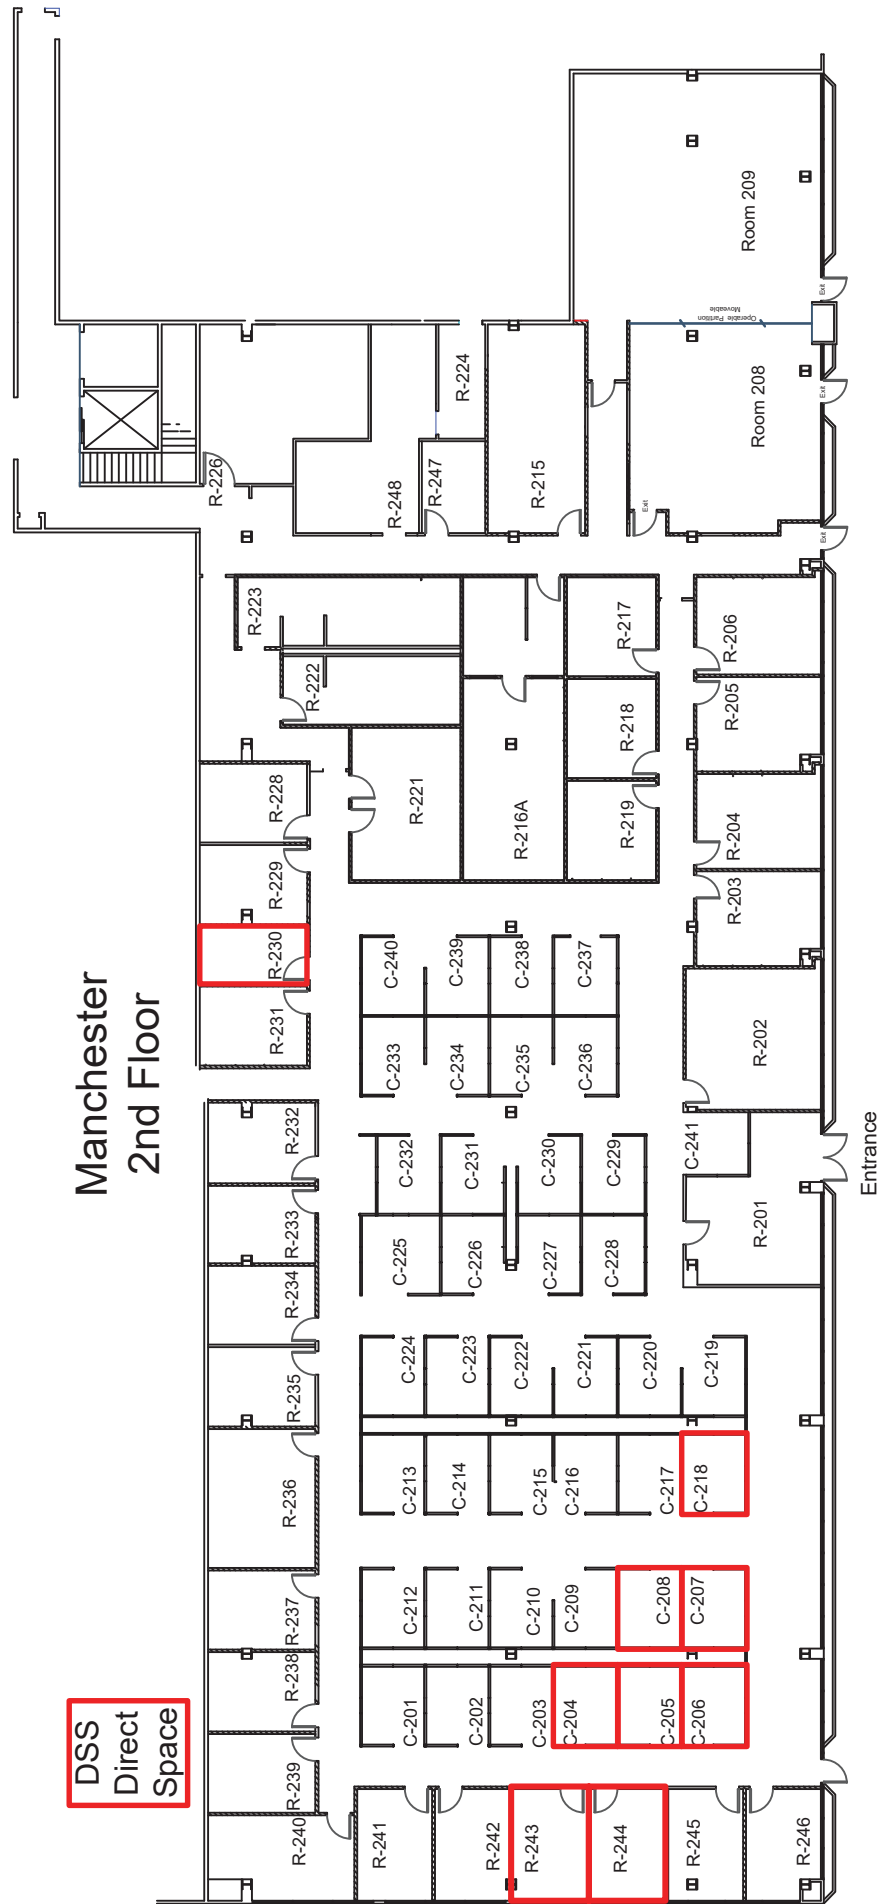 Manchester
2nd Floor
DSS
Direct
Space
R-226
R-248
R-247
R-224
R-215
Room 209
Operable Partition
Moveable
Room 208
Exit
Exit
Exit
Exit
R-223
R-222
R-221
R-216A
R-217
R-218
R-219
R-206
R-205
R-204
R-203
R-202
R-201
C-241
Entrance
R-228
R-229
R-230
R-231
R-232
R-233
R-234
R-235
R-236
R-237
R-238
R-239
R-240
R-241
R-242
R-243
R-244
R-245
R-246
C-240
C-239
C-238
C-237
C-233
C-234
C-235
C-236
C-232
C-231
C-230
C-229
C-225
C-226
C-227
C-228
C-224
C-223
C-222
C-221
C-220
C-219
C-213
C-214
C-215
C-216
C-217
C-218
C-212
C-211
C-210
C-209
C-208
C-207
C-201
C-202
C-203
C-204
C-205
C-206